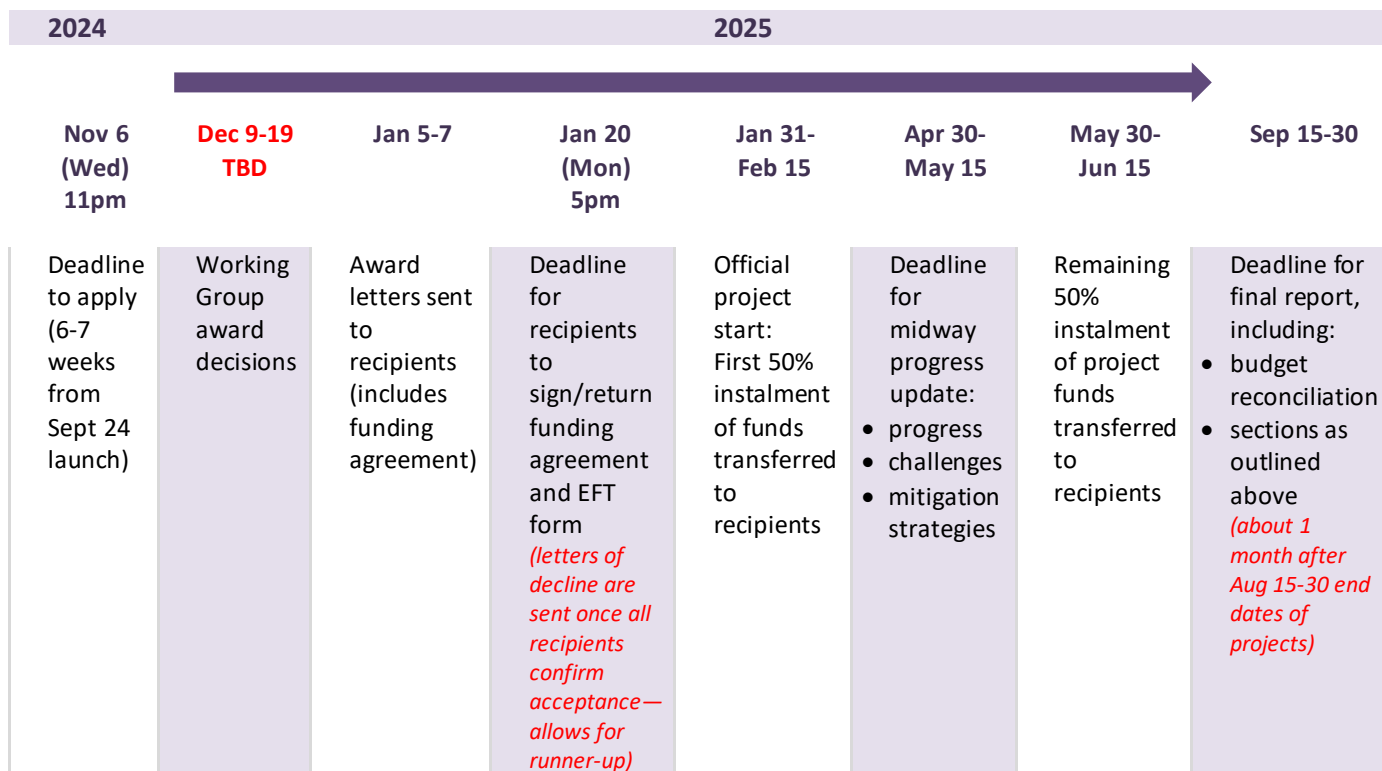 2024 2025
Nov 6
(Wed)
11pm
Dec 9-19
TBD
Jan 5-7
Jan 20
(Mon)
5pm
Jan 31-
Feb 15
Apr 30-
May 15
May 30-
Jun 15
Sep 15-30
Deadline
to apply
(6-7
weeks
from
Sept 24
launch)
Working
Group
award
decisions
Award
letters sent
to
recipients
(includes
funding
agreement)
Deadline
for
recipients
to
sign/return
funding
agreement
and EFT
form
(letters of
decline are
sent once all
recipients
confirm
acceptance—
allows for
runner-up)
Official
project
start:
First 50%
instalment
of funds
transferred
to
recipients
Deadline
for
midway
progress
update:
• progress
• challenges
• mitigation
strategies
Remaining
50%
instalment
of project
funds
transferred
to
recipients
Deadline for
final report,
including:
• budget
reconciliation
• sections as
outlined
above
(about 1
month after
Aug 15-30 end
dates of
projects)